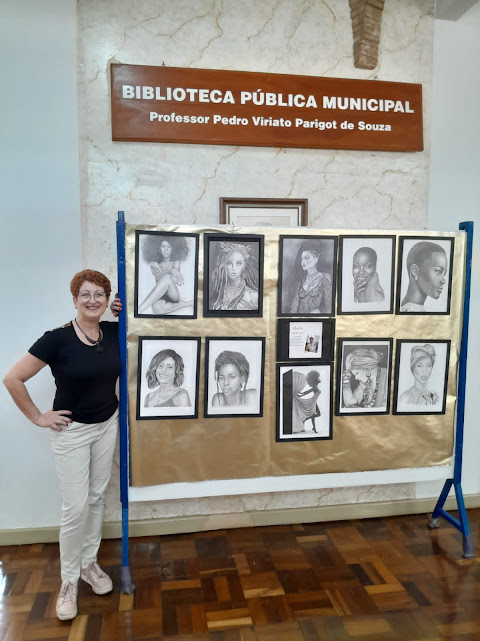 BIBLIOTECA PÚBLICA MUNICIPAL
Professor Pedro Viriato Parigot de Souza